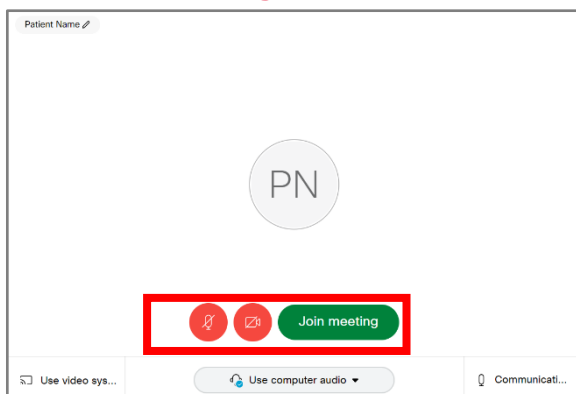 Patient Name
PN
Join meeting
Use video sys...
Use computer audio
Communicati...